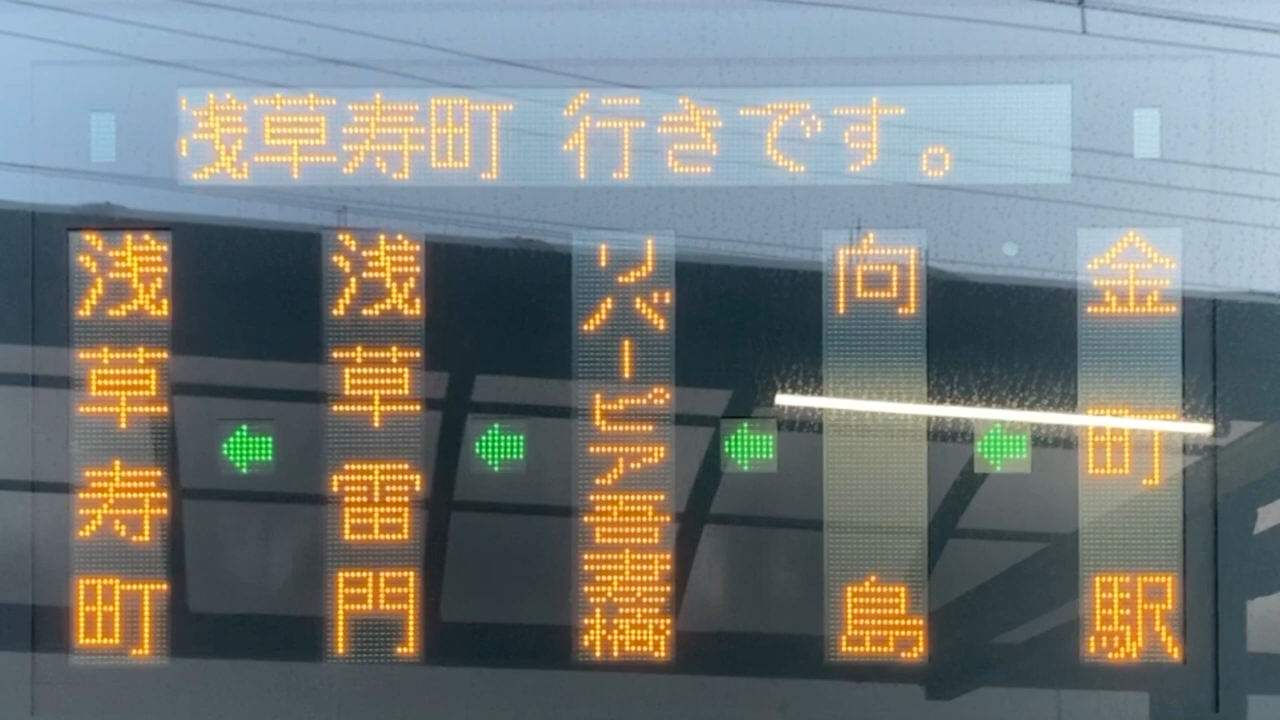 浅草寿町 行きです。
金町駅
向島
リバーピア吾妻橋
浅草雷門
浅草寿町